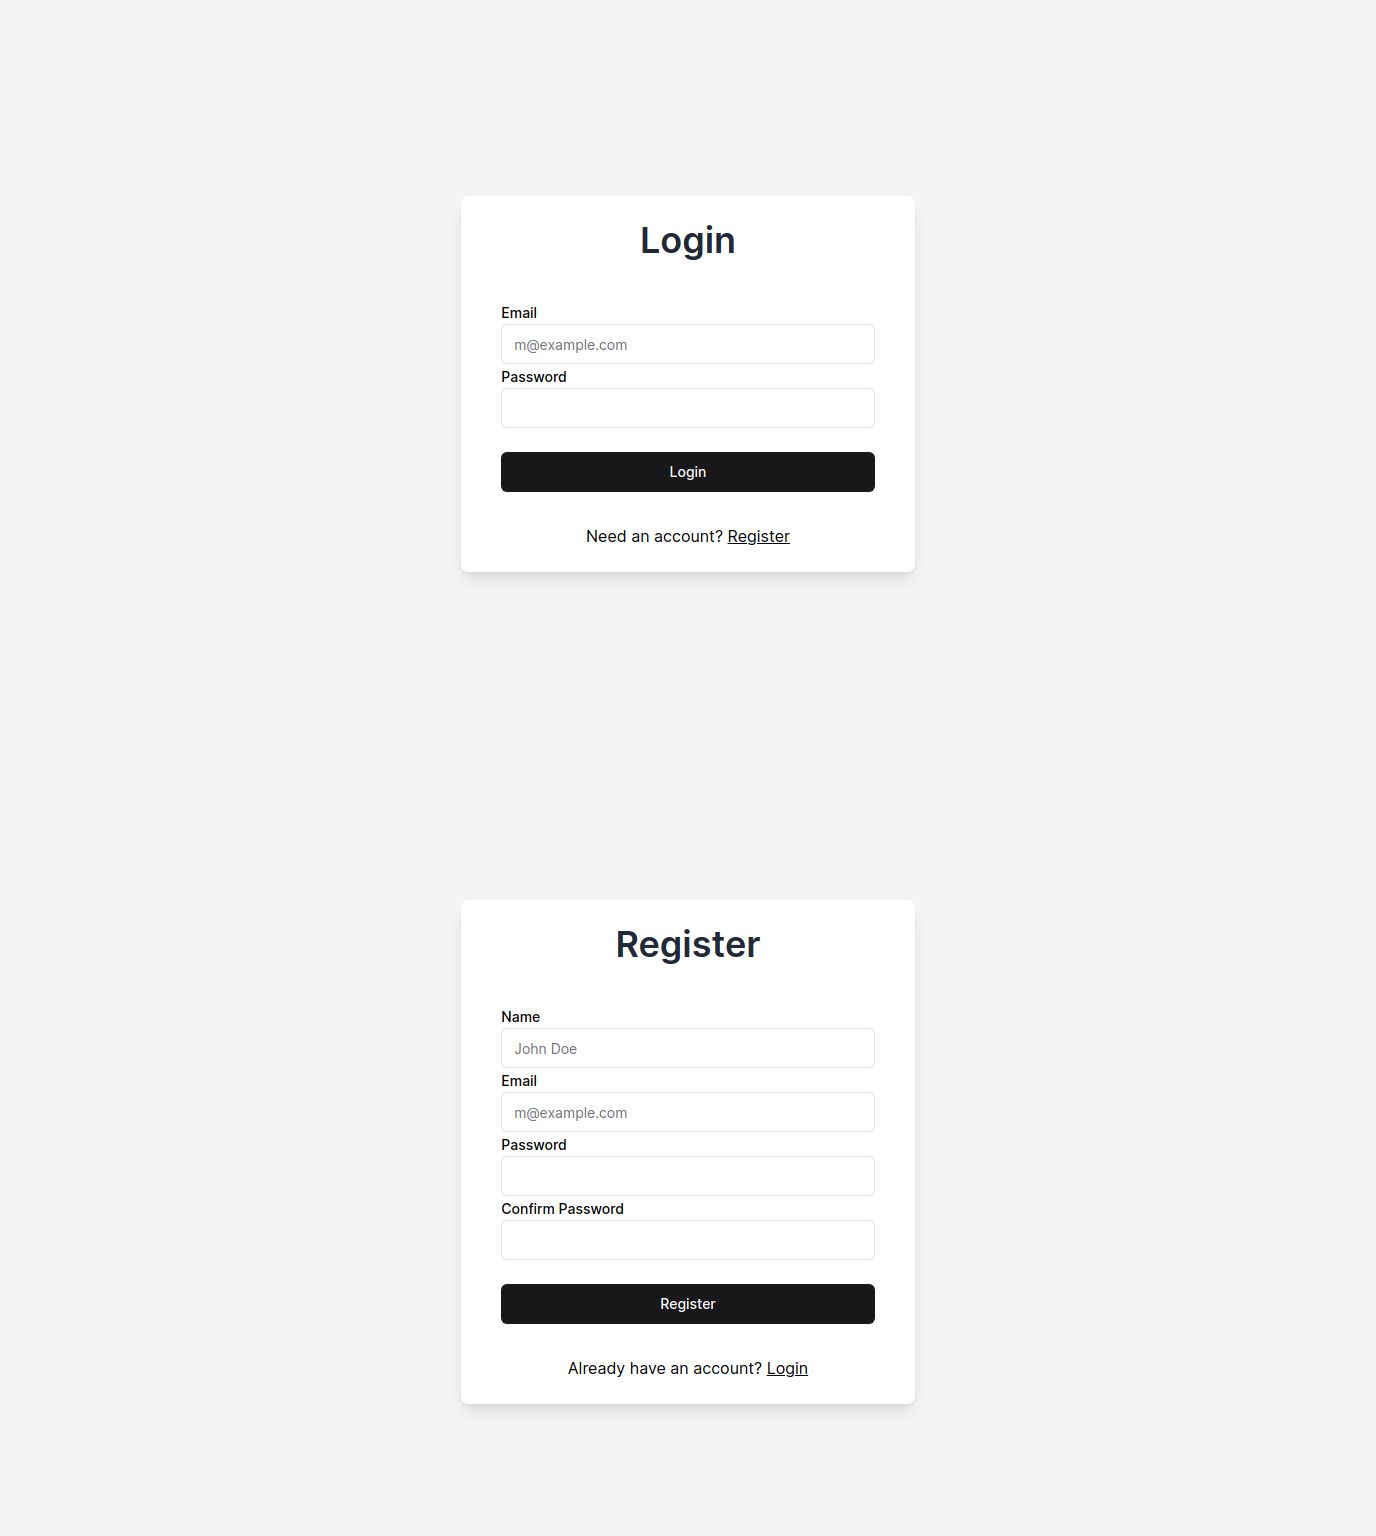 Login
Email
m@example.com
Password
Login
Need an account? Register
Register
Name
John Doe
Email
m@example.com
Password
Confirm Password
Register
Already have an account? Login